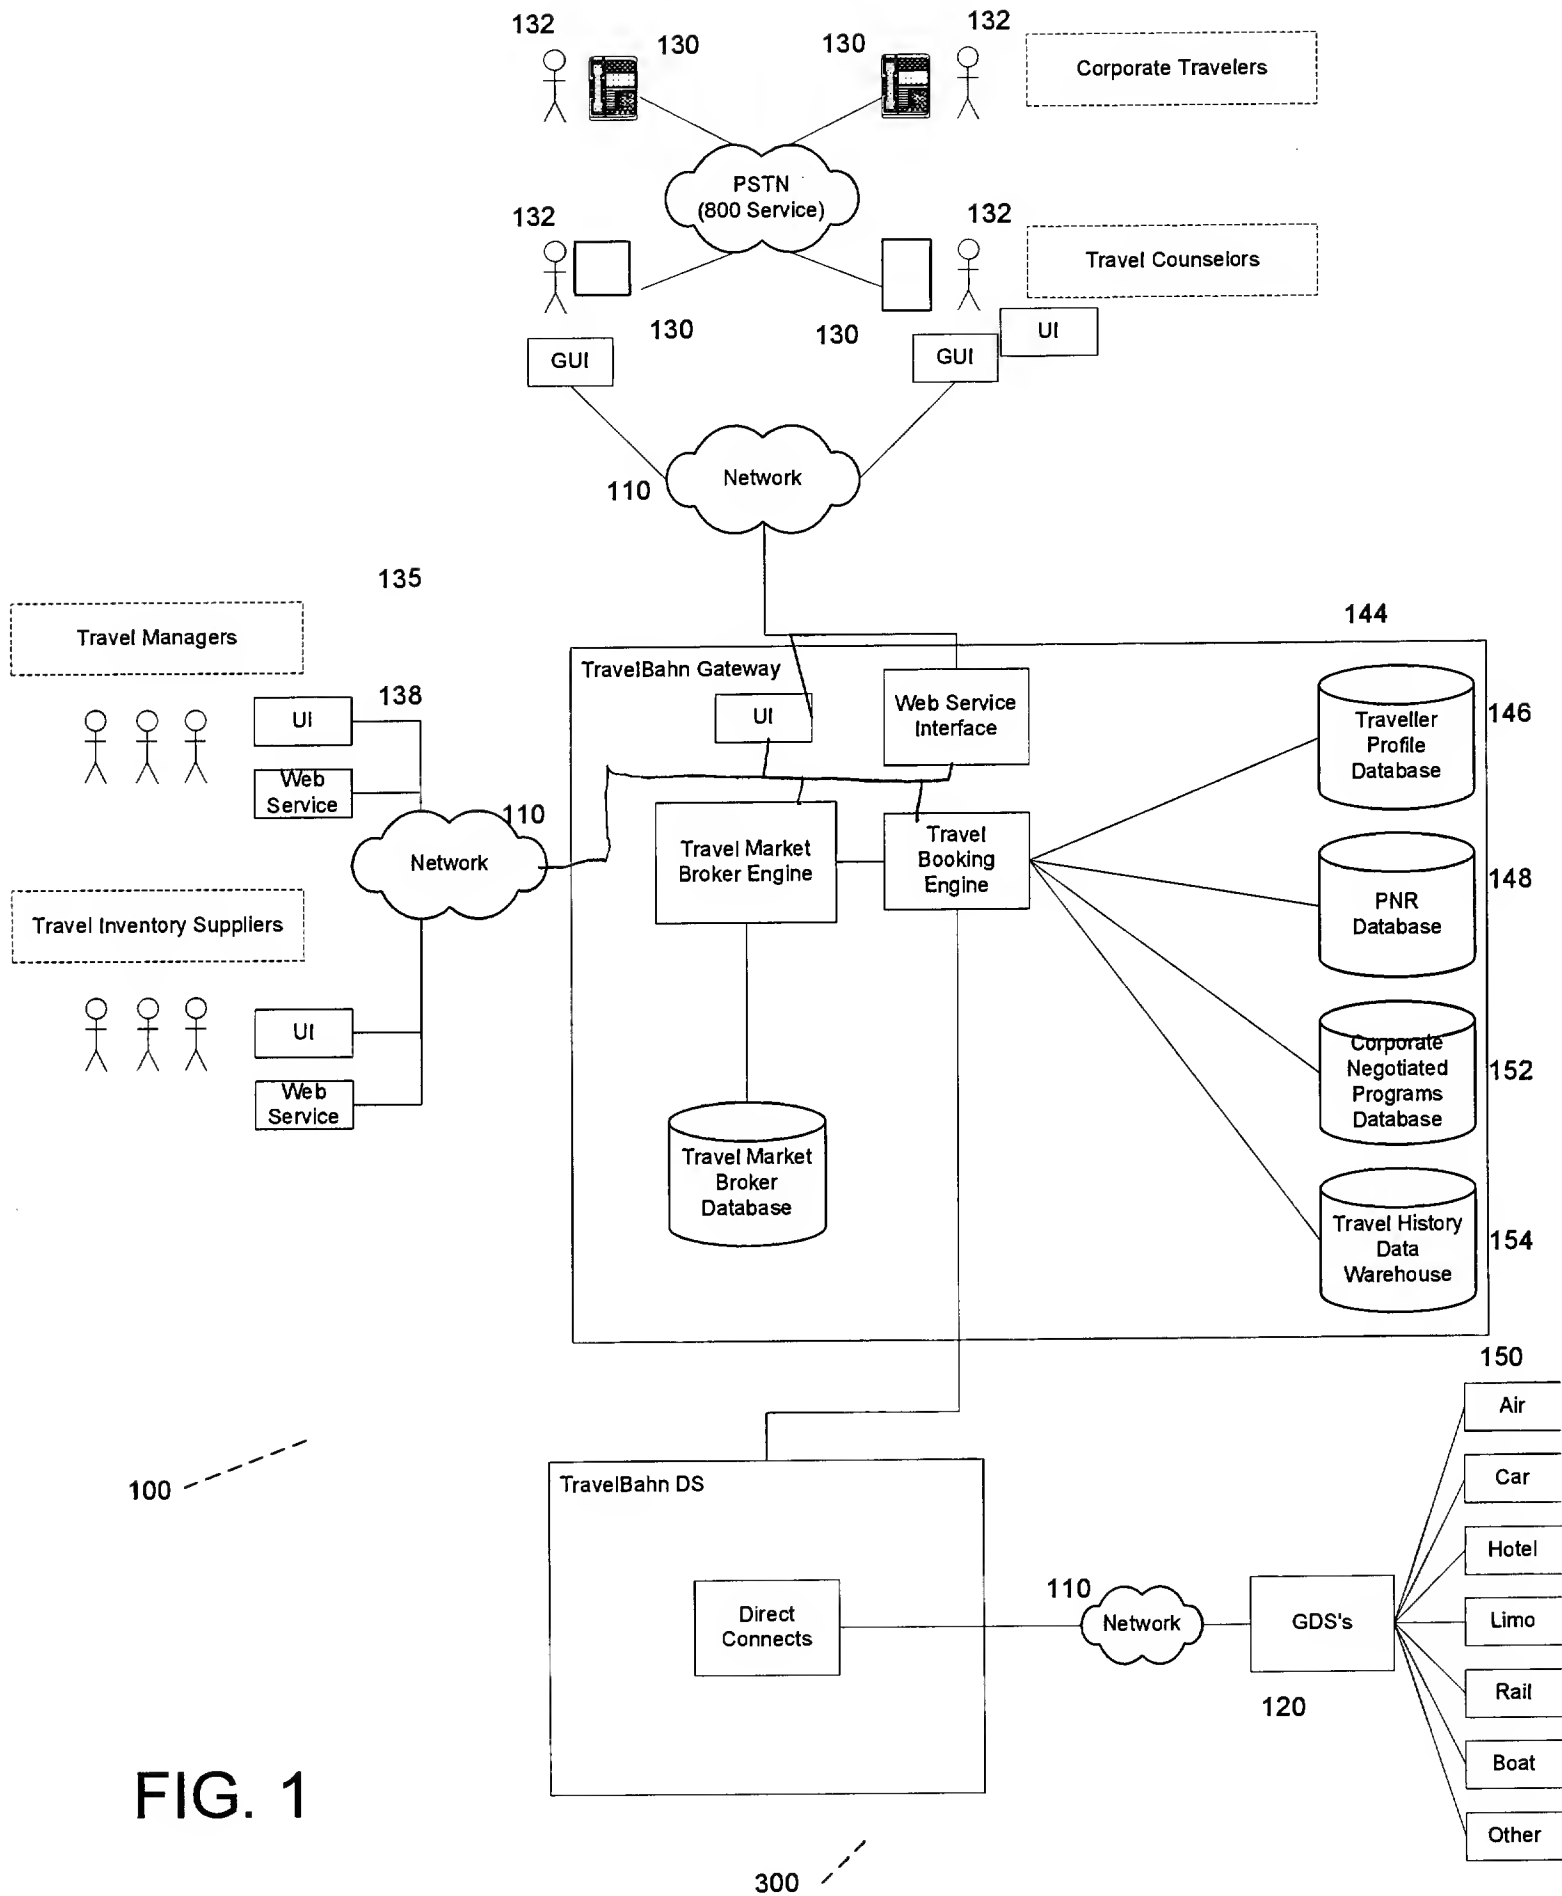 132
130
130
132
Corporate Travelers
PSTN
(800 Service)
132
132
Travel Counselors
130
130
UI
GUI
GUI
Network
110
135
144
Travel Managers
TravelBahn Gateway
138
UI
UI
Web Service
Interface
Traveller
Profile
Database
146
Web
Service
110
Network
Travel Market
Broker Engine
Travel
Booking
Engine
PNR
Database
148
Travel Inventory Suppliers
UI
Web
Service
Corporate
Negotiated
Programs
Database
152
Travel Market
Broker
Database
Travel History
Data
Warehouse
154
150
Air
100
TravelBahn DS
Car
Hotel
Direct
Connects
110
Network
GDS's
Limo
120
Rail
Boat
FIG. 1
Other
300